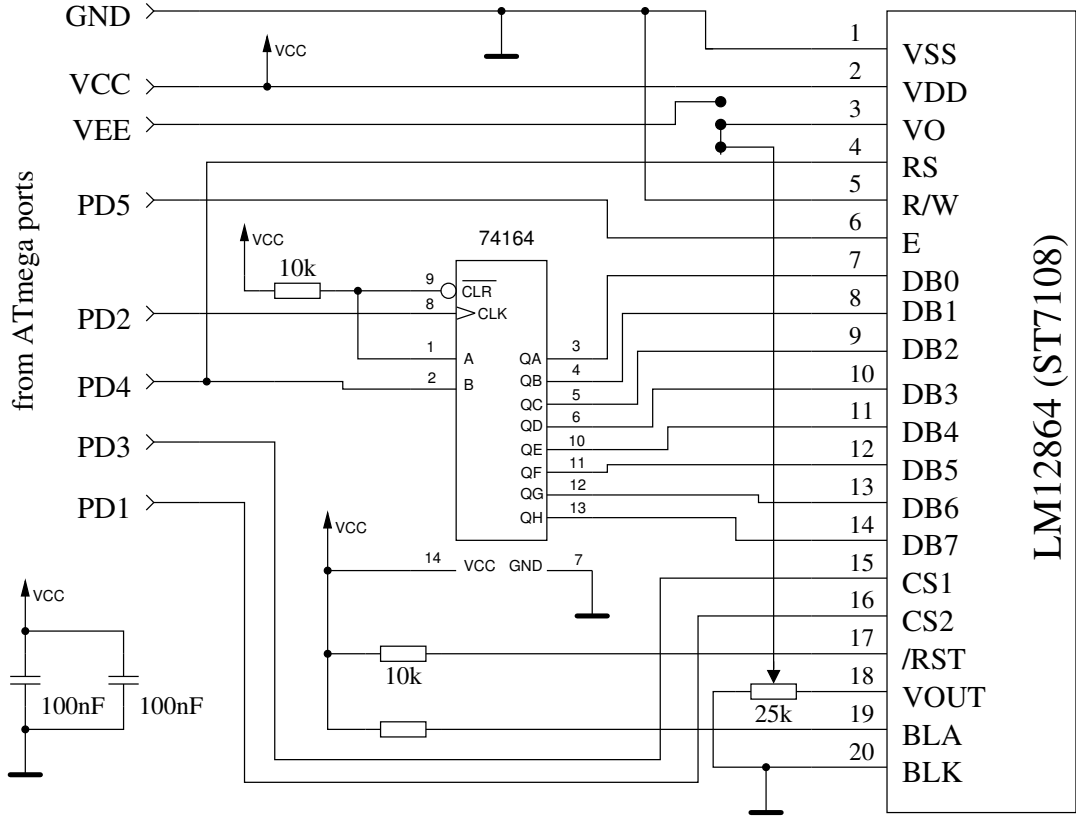 GND
VCC
VCC
VEE
PD5
PD2
PD4
PD3
PD1
from ATmega ports
VCC
10k
74164
9 CLR
8 CLK
1 A
2 B
QA 3
QB 4
QC 5
QD 6
QE 10
QF 11
QG 12
QH 13
VCC
14 VCC GND 7
10k
VCC
100nF 100nF
25k
1 VSS
2 VDD
3 VO
4 RS
5 R/W
6 E
7 DB0
8 DB1
9 DB2
10 DB3
11 DB4
12 DB5
13 DB6
14 DB7
15 CS1
16 CS2
17 /RST
18 VOUT
19 BLA
20 BLK
LM12864 (ST7108)